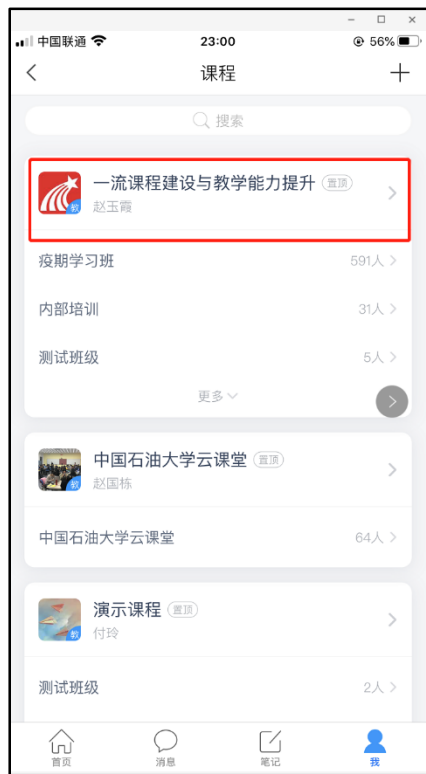 中国联通 23:00 56%
课程
搜索
一流课程建设与教学能力提升 置顶
教 赵玉霞
疫期学习班 591人
内部培训 31人
测试班级 5人
更多
中国石油大学云课堂 置顶
教 赵国栋
中国石油大学云课堂 64人
演示课程 置顶
教 付玲
测试班级 2人
首页 消息 笔记 我